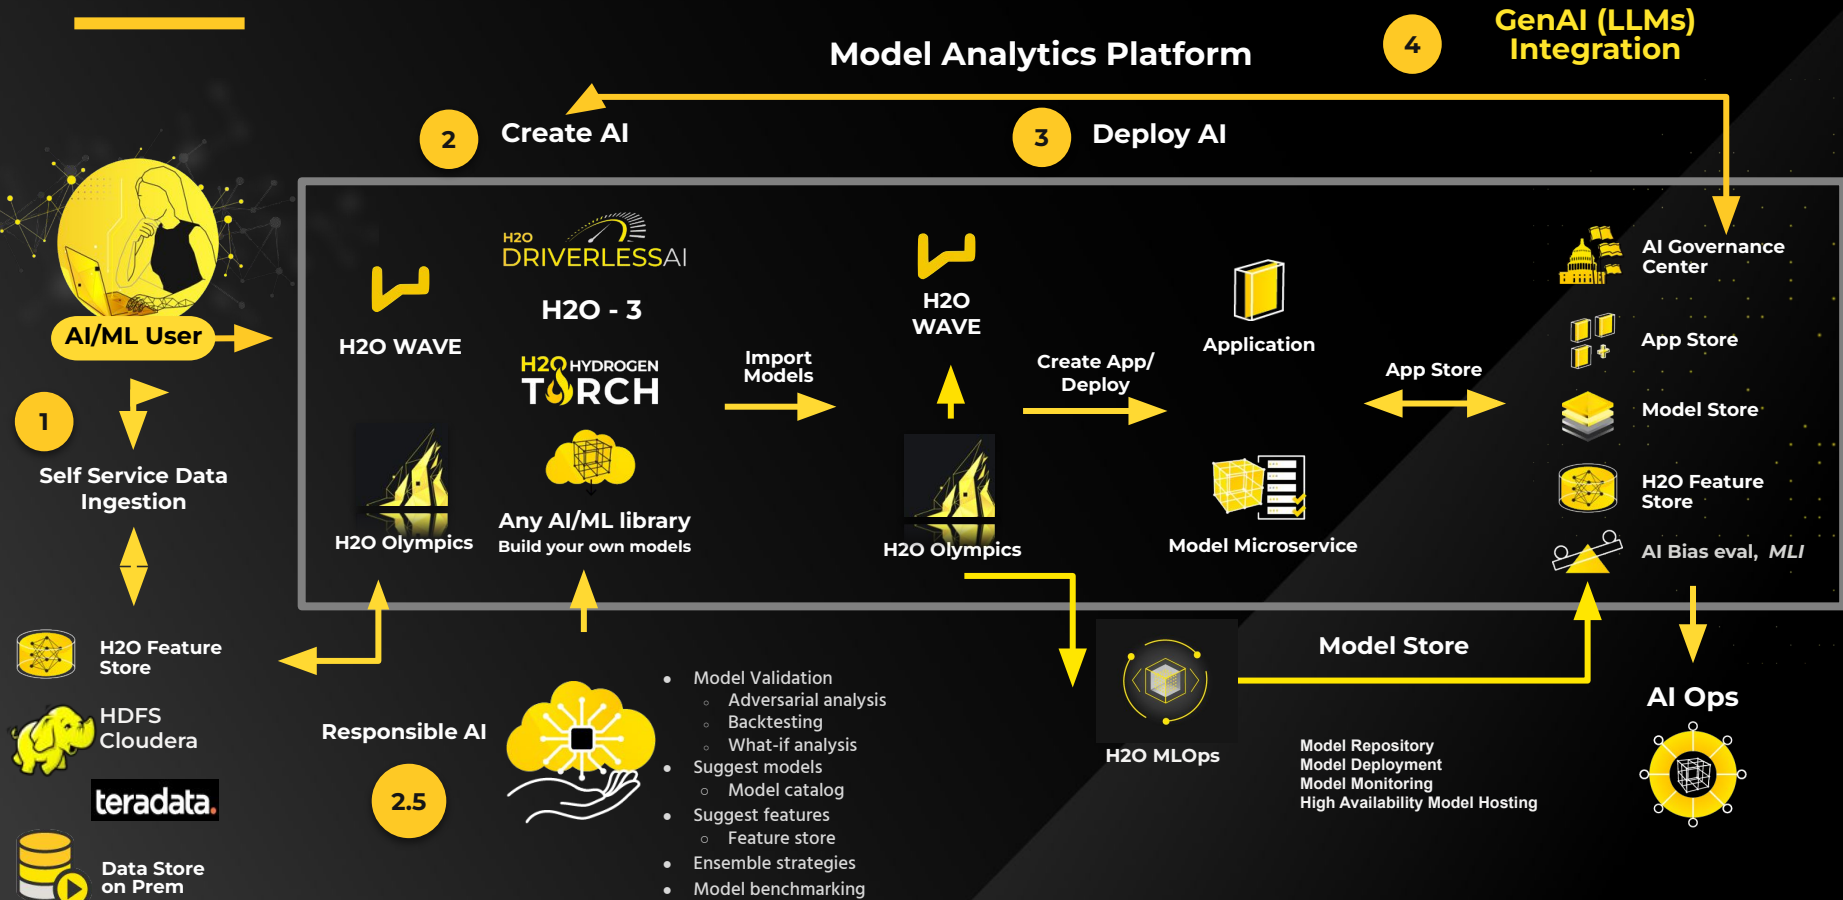 Model Analytics Platform
4
GenAI (LLMs)
Integration
2
Create AI
3
Deploy AI
AI/ML User
1
Self Service Data
Ingestion
H2O Feature
Store
HDFS
Cloudera
teradata.
Data Store
on Prem
H2O WAVE
H2O Olympics
H2O
DRIVERLESSAI
H2O - 3
H2O HYDROGEN
TORCH
Any AI/ML library
Build your own models
Import
Models
H2O
WAVE
H2O Olympics
Create App/
Deploy
Application
Model Microservice
App Store
AI Governance
Center
App Store
Model Store
H2O Feature
Store
AI Bias eval, MLI
Responsible AI
2.5
● Model Validation
○ Adversarial analysis
○ Backtesting
○ What-if analysis
● Suggest models
○ Model catalog
● Suggest features
○ Feature store
● Ensemble strategies
● Model benchmarking
H2O MLOps
Model Store
Model Repository
Model Deployment
Model Monitoring
High Availability Model Hosting
AI Ops